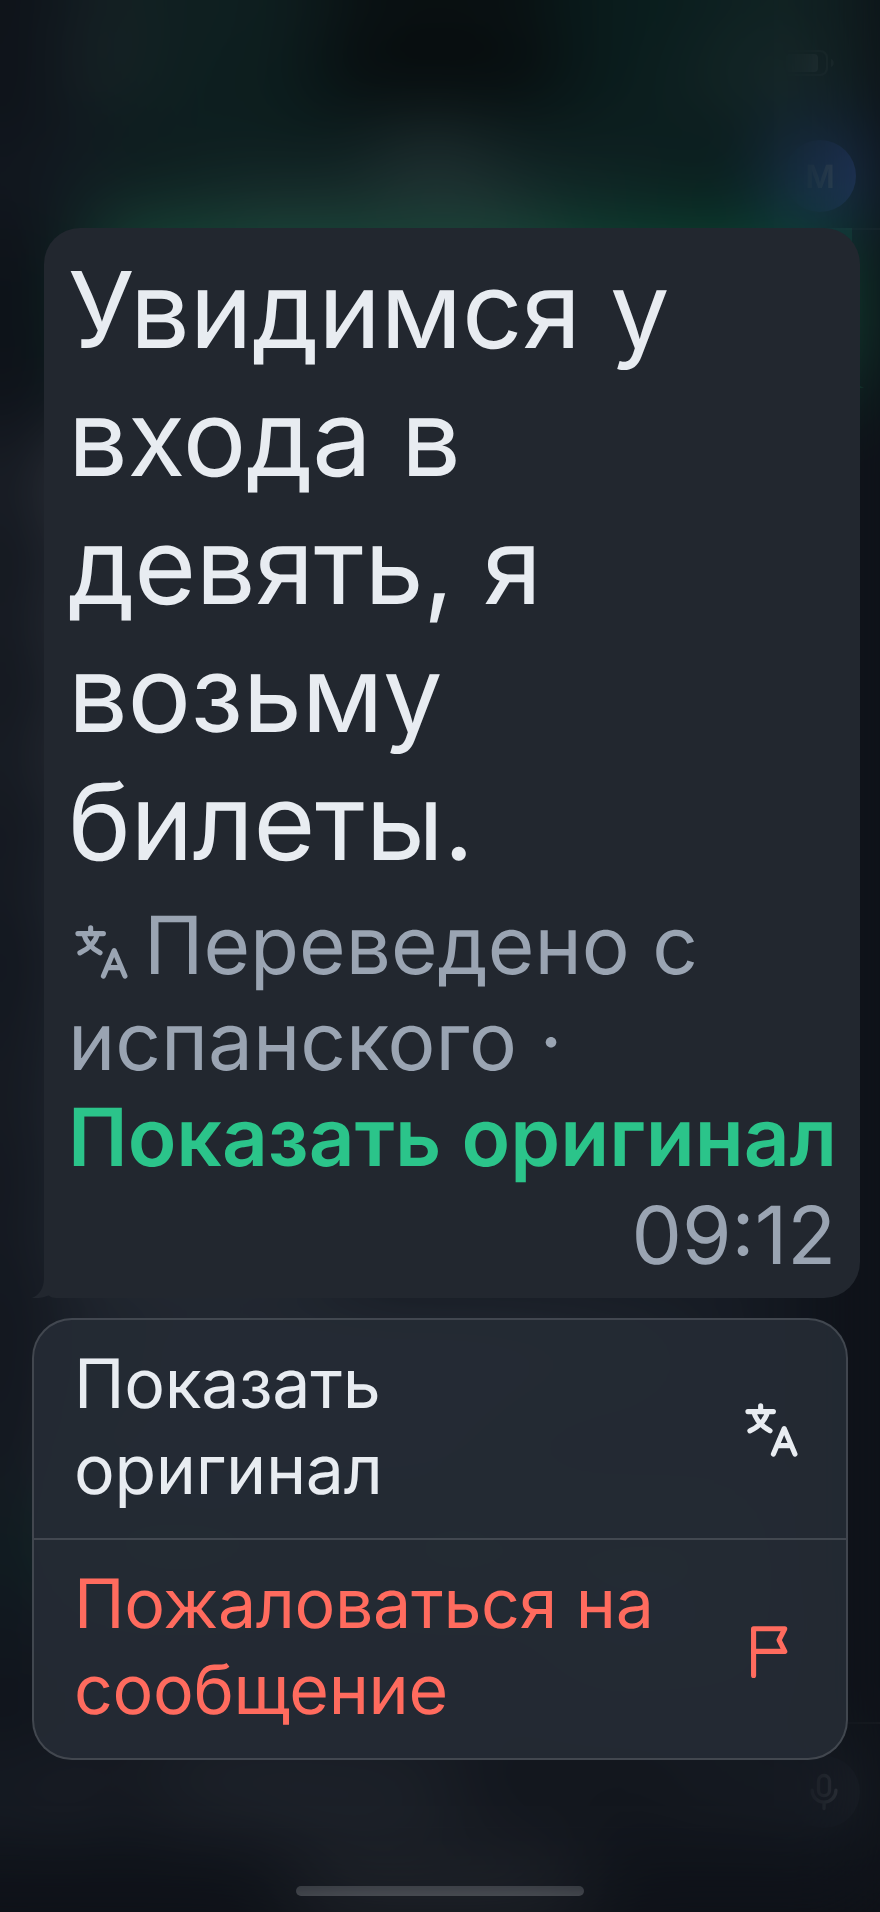 М
Увидимся у
входа в
девять, я
возьму
билеты.
Переведено с
испанского ·
Показать оригинал
09:12
Показать
оригинал
Пожаловаться на
сообщение